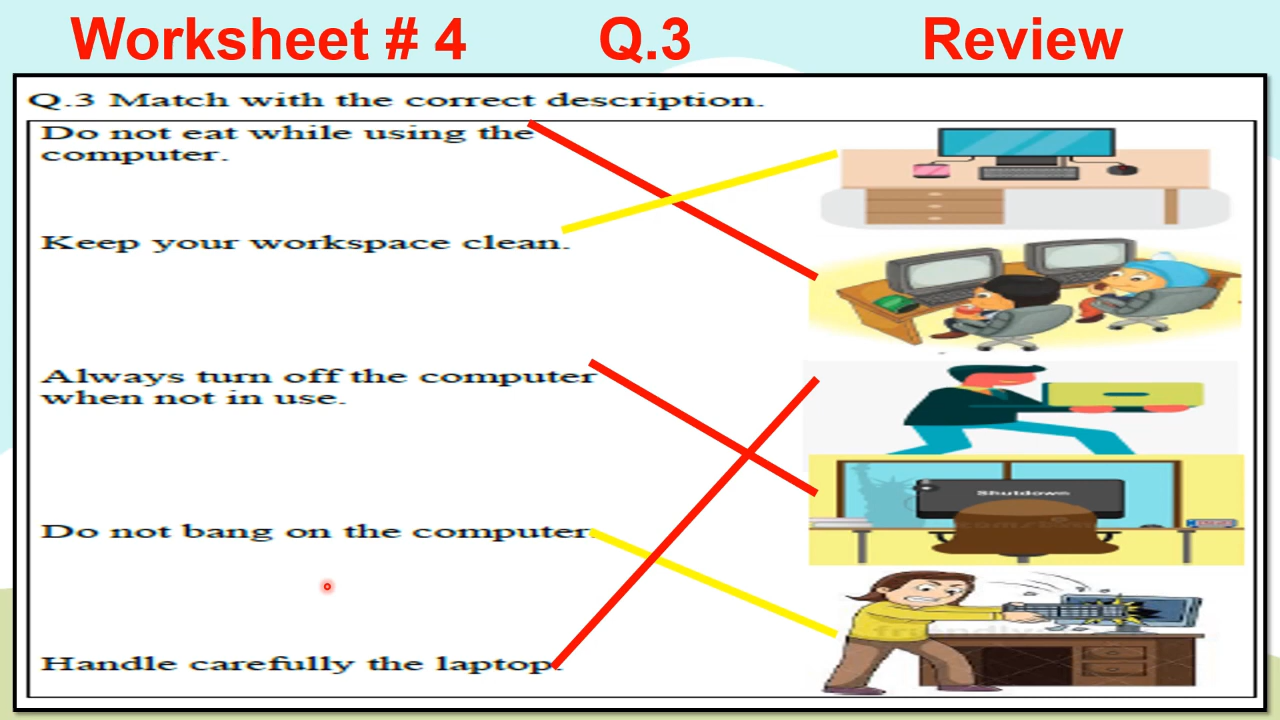 Worksheet # 4 Q.3 Review
Q.3 Match with the correct description.
Do not eat while using the
computer.
Keep your workspace clean.
Always turn off the computer
when not in use.
Shutdown
Do not bang on the computer.
Handle carefully the laptop.